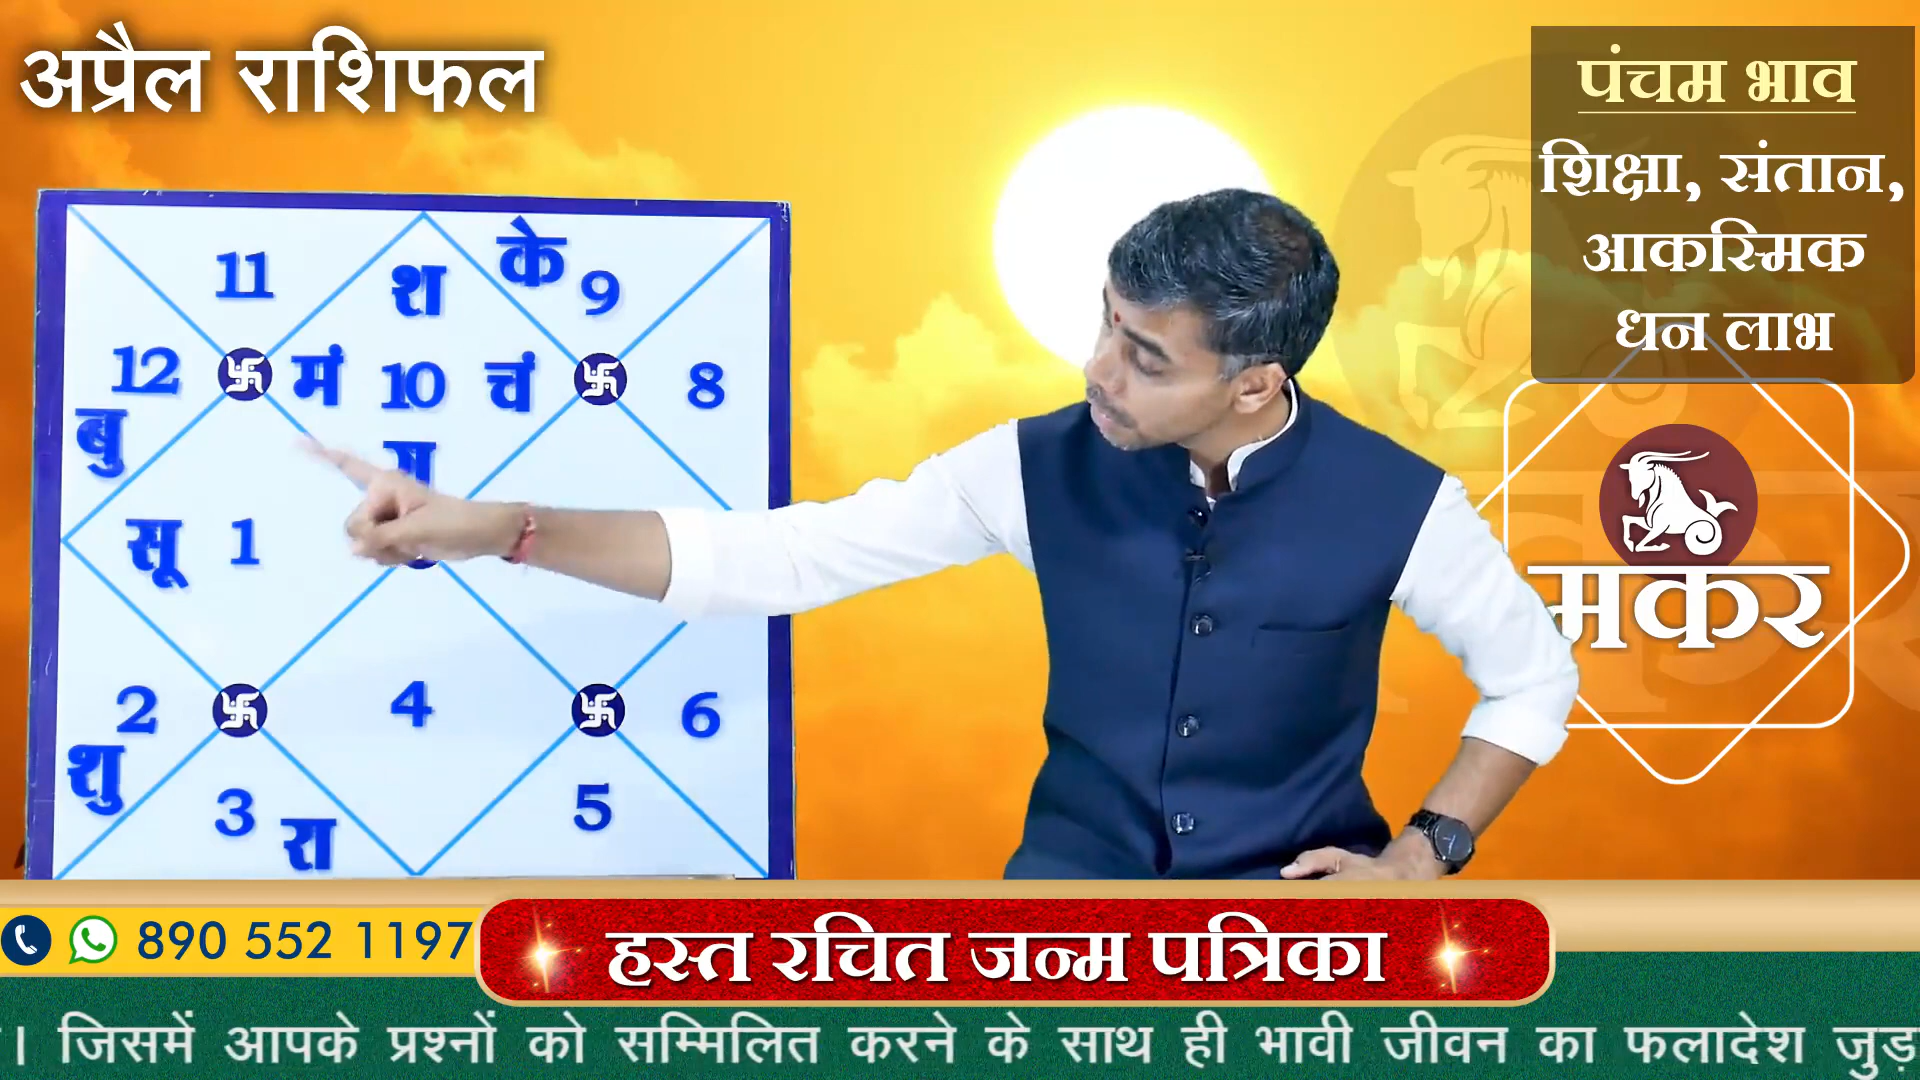 अप्रैल राशिफल
पंचम भाव
शिक्षा, संतान,
आकस्मिक
धन लाभ
11
श
के
9
12
मं
10
चं
8
बु
सू
1
2
4
6
शु
3
रा
5
मकर
890 552 1197
हस्त रचित जन्म पत्रिका
। जिसमें आपके प्रश्नों को सम्मिलित करने के साथ ही भावी जीवन का फलादेश जुड़